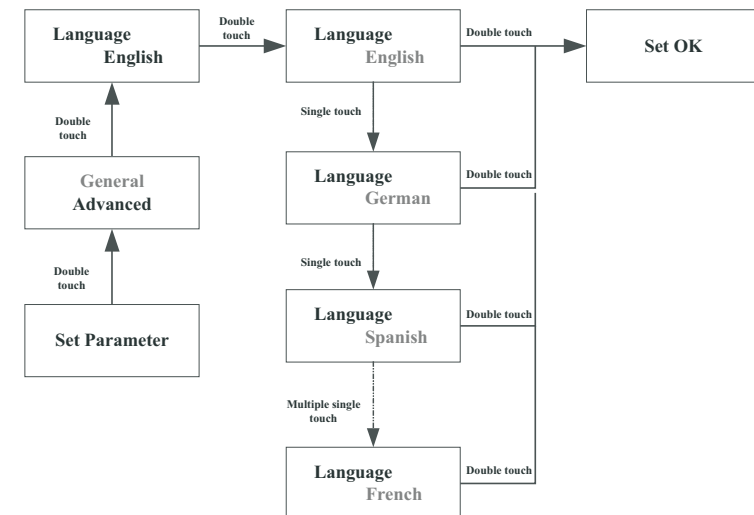 Language
English
Double
touch
Language
English
Double touch
Set OK
Double
touch
Single touch
General
Advanced
Language
German
Double touch
Double
touch
Single touch
Set Parameter
Language
Spanish
Double touch
Multiple single
touch
Language
French
Double touch